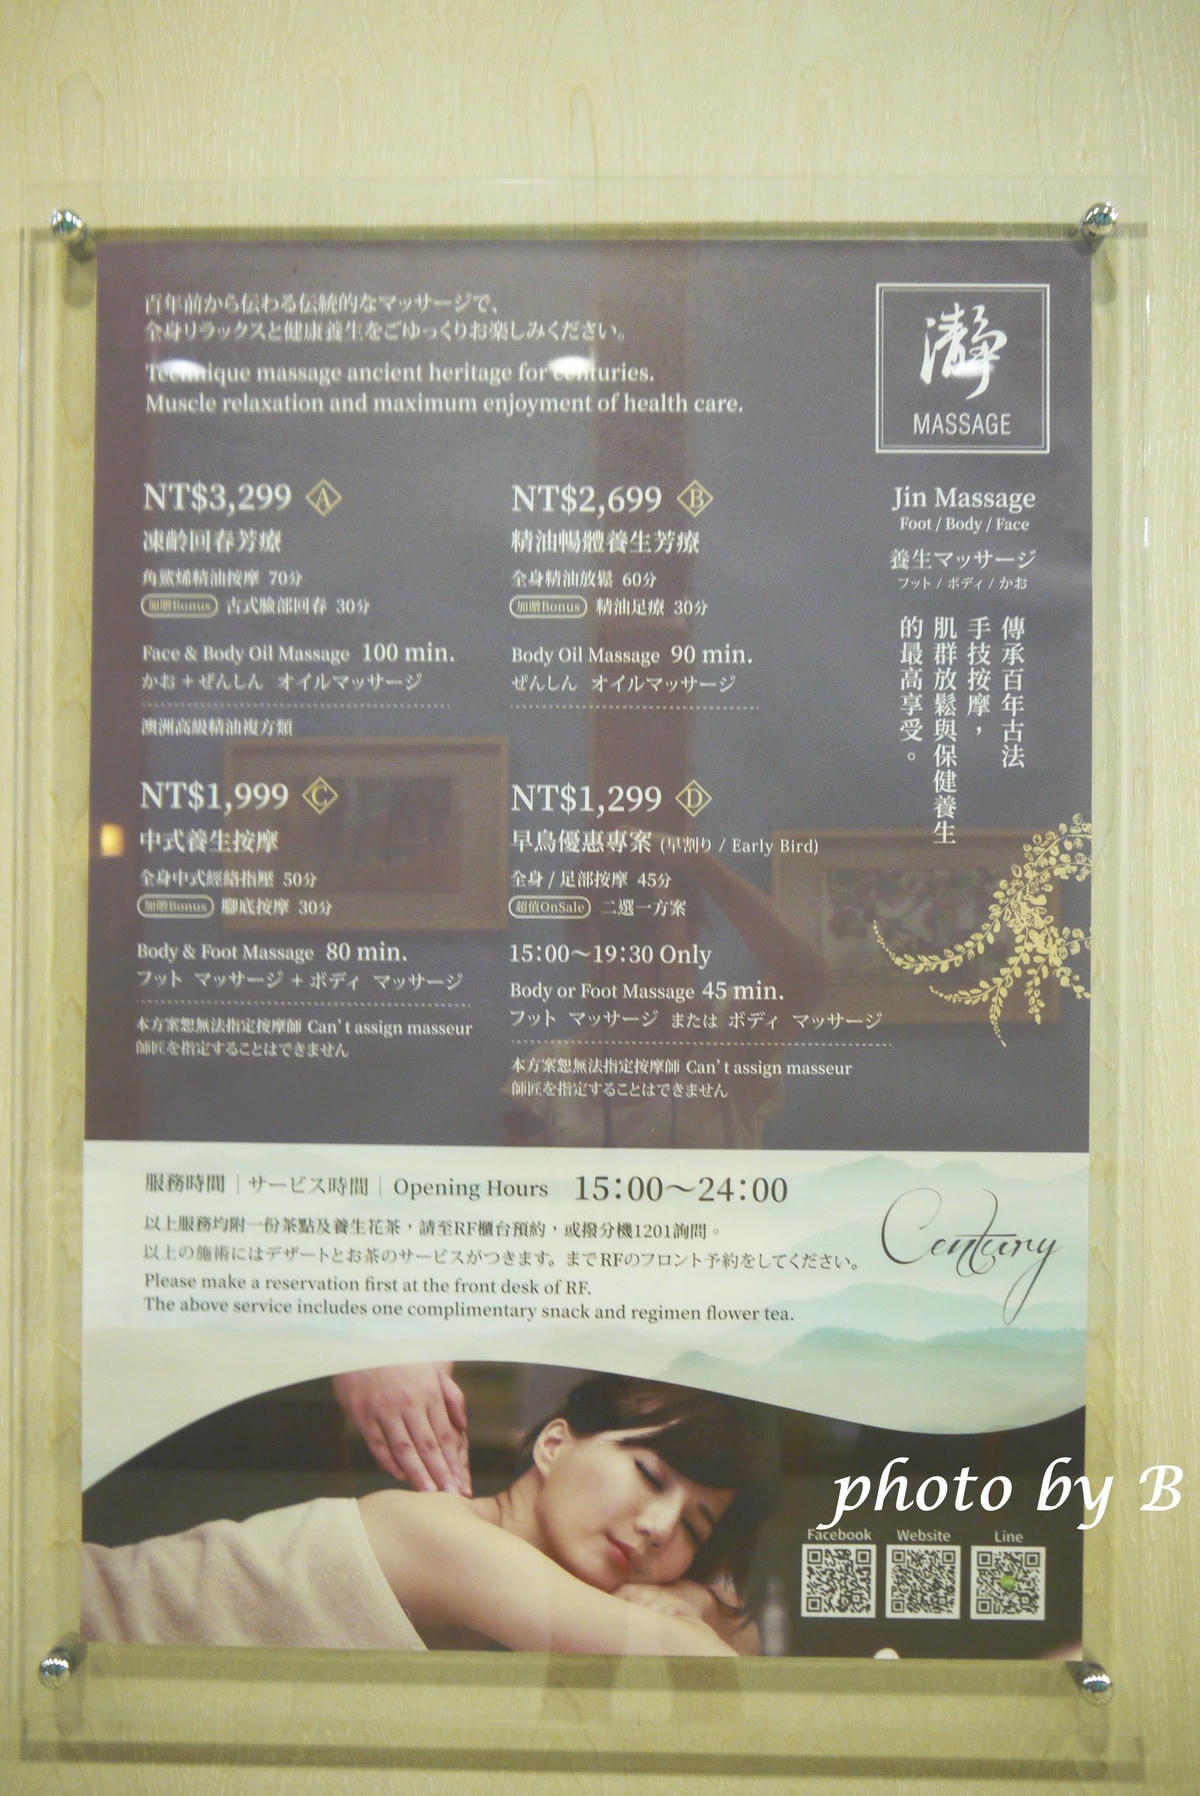 百年前から伝わる伝統的なマッサージで、
全身リラックスと健康養生をごゆっくりお楽しみください。
Technique massage ancient heritage for centuries.
Muscle relaxation and maximum enjoyment of health care.
瀞
MASSAGE
Jin Massage
Foot / Body / Face
養生マッサージ
フット / ボディ / かお
傳承百年古法
手技按摩，
肌群放鬆與保健養生
的最高享受。
NT$3,299 A
凍齡回春芳療
角鯊烯精油按摩 70分
加贈Bonus 古式臉部回春 30分
Face & Body Oil Massage 100 min.
かお + ぜんしん オイルマッサージ
澳洲高級精油複方類
NT$2,699 B
精油暢體養生芳療
全身精油放鬆 60分
加贈Bonus 精油足療 30分
Body Oil Massage 90 min.
ぜんしん オイルマッサージ
NT$1,999 C
中式養生按摩
全身中式經絡指壓 50分
加贈Bonus 腳底按摩 30分
Body & Foot Massage 80 min.
フット マッサージ + ボディ マッサージ
本方案恕無法指定按摩師 Can't assign masseur
師匠を指定することはできません
NT$1,299 D
早鳥優惠專案 (早割り / Early Bird)
全身 / 足部按摩 45分
超值OnSale 二選一方案
15:00～19:30 Only
Body or Foot Massage 45 min.
フット マッサージ または ボディ マッサージ
本方案恕無法指定按摩師 Can't assign masseur
師匠を指定することはできません
服務時間 | サービス時間 | Opening Hours 15:00～24:00
以上服務均附一份茶點及養生花茶，請至RF櫃台預約，或撥分機1201詢問。
以上の施術にはデザートとお茶のサービスがつきます。までRFのフロント予約をしてください。
Please make a reservation first at the front desk of RF.
The above service includes one complimentary snack and regimen flower tea.
Century
photo by B
Facebook Website Line